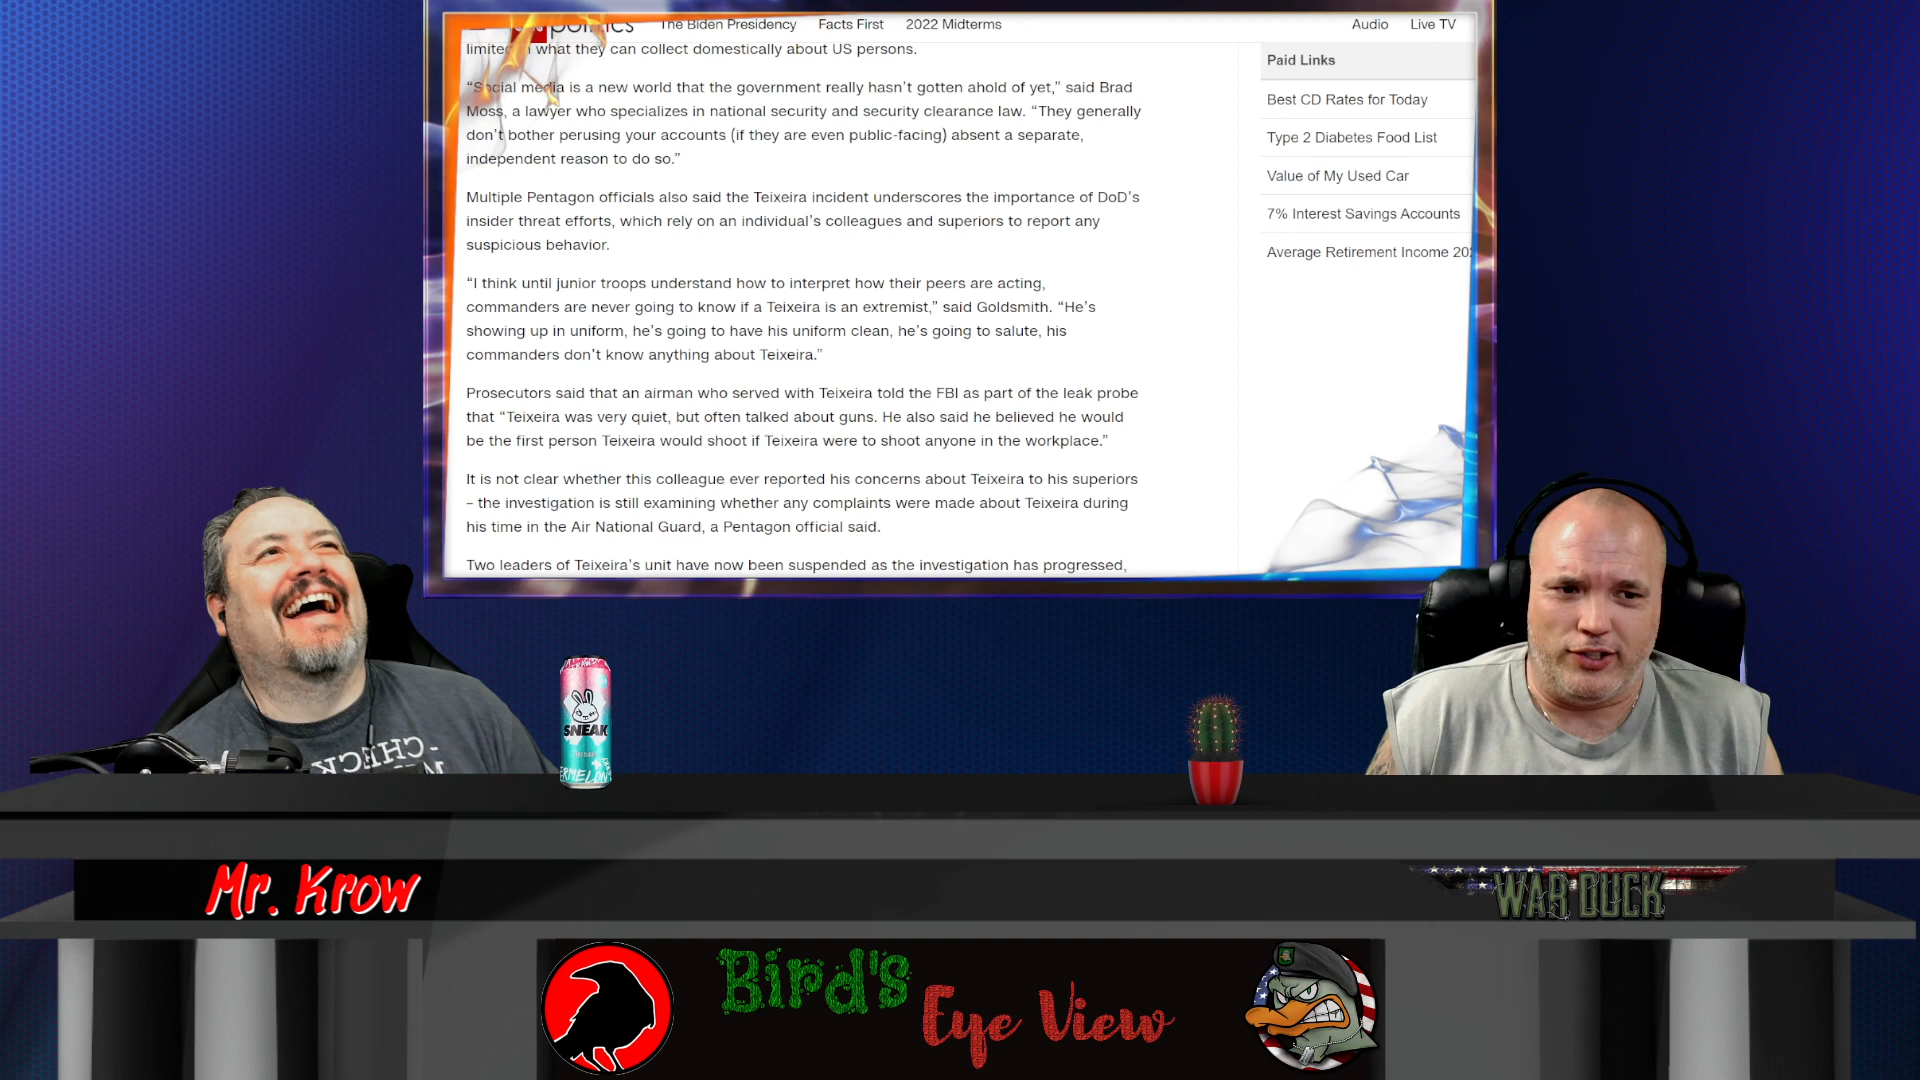 politics The Biden Presidency Facts First 2022 Midterms Audio Live TV
limited in what they can collect domestically about US persons.
“Social media is a new world that the government really hasn’t gotten ahold of yet,” said Brad
Moss, a lawyer who specializes in national security and security clearance law. “They generally
don’t bother perusing your accounts (if they are even public-facing) absent a separate,
independent reason to do so.”
Multiple Pentagon officials also said the Teixeira incident underscores the importance of DoD’s
insider threat efforts, which rely on an individual’s colleagues and superiors to report any
suspicious behavior.
“I think until junior troops understand how to interpret how their peers are acting,
commanders are never going to know if a Teixeira is an extremist,” said Goldsmith. “He’s
showing up in uniform, he’s going to have his uniform clean, he’s going to salute, his
commanders don’t know anything about Teixeira.”
Prosecutors said that an airman who served with Teixeira told the FBI as part of the leak probe
that “Teixeira was very quiet, but often talked about guns. He also said he believed he would
be the first person Teixeira would shoot if Teixeira were to shoot anyone in the workplace.”
It is not clear whether this colleague ever reported his concerns about Teixeira to his superiors
– the investigation is still examining whether any complaints were made about Teixeira during
his time in the Air National Guard, a Pentagon official said.
Two leaders of Teixeira’s unit have now been suspended as the investigation has progressed,
Paid Links
Best CD Rates for Today
Type 2 Diabetes Food List
Value of My Used Car
7% Interest Savings Accounts
Average Retirement Income 202
SNEAK
CHECK-
Mr. Krow
WAR DUCK
Bird's
Eye View